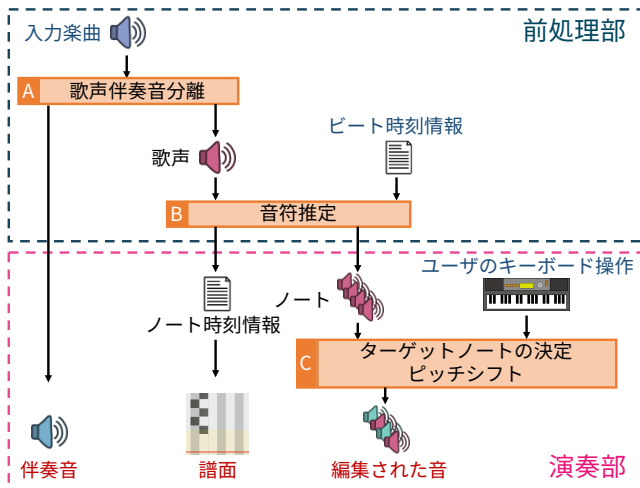 前処理部
入力楽曲
A 歌声伴奏音分離
ビート時刻情報
歌声
B 音符推定
ユーザのキーボード操作
ノート
ノート時刻情報
C ターゲットノートの決定
ピッチシフト
伴奏音
譜面
編集された音
演奏部